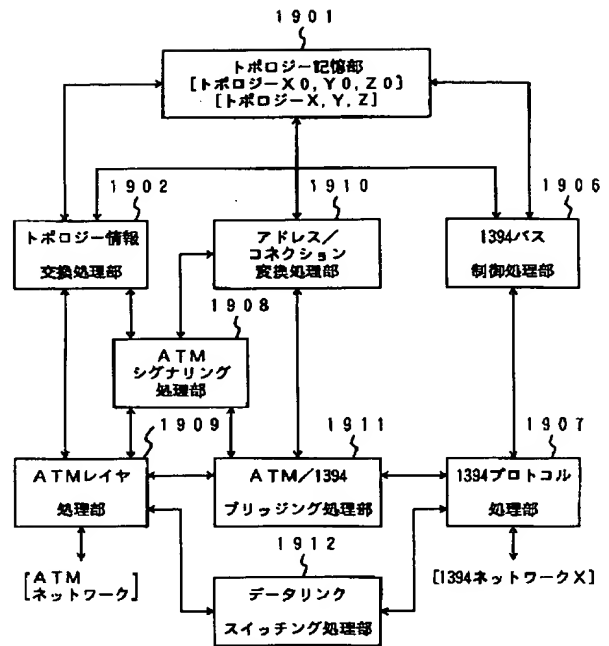 1901
トポロジー記憶部
[トポロジーX0,Y0,Z0]
[トポロジーX,Y,Z]
1902
1910
1906
トポロジー情報
交換処理部
アドレス/
コネクション
変換処理部
1394バス
制御処理部
1908
ATM
シグナリング
処理部
1909
1911
1907
ATMレイヤ
処理部
ATM/1394
ブリッジング処理部
1394プロトコル
処理部
1912
[ATM
ネットワーク]
データリンク
スイッチング処理部
[1394ネットワークX]